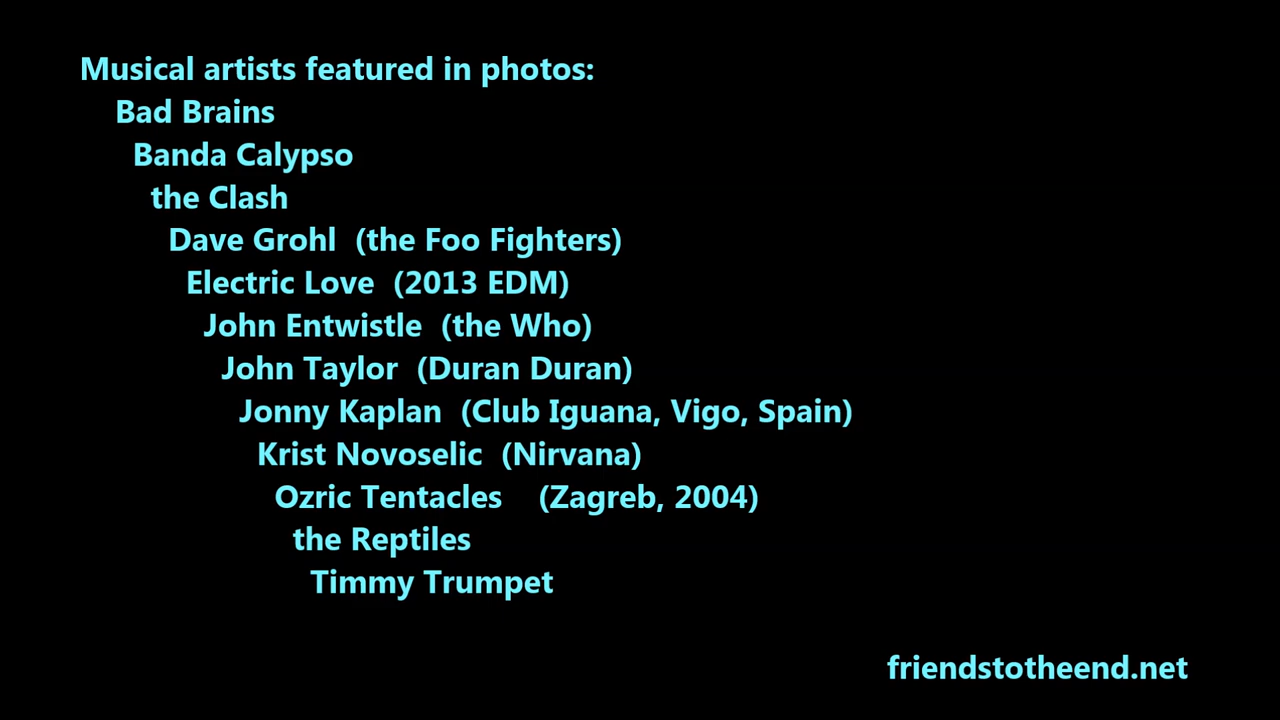 Musical artists featured in photos:
Bad Brains
Banda Calypso
the Clash
Dave Grohl (the Foo Fighters)
Electric Love (2013 EDM)
John Entwistle (the Who)
John Taylor (Duran Duran)
Jonny Kaplan (Club Iguana, Vigo, Spain)
Krist Novoselic (Nirvana)
Ozric Tentacles (Zagreb, 2004)
the Reptiles
Timmy Trumpet
friendstotheend.net